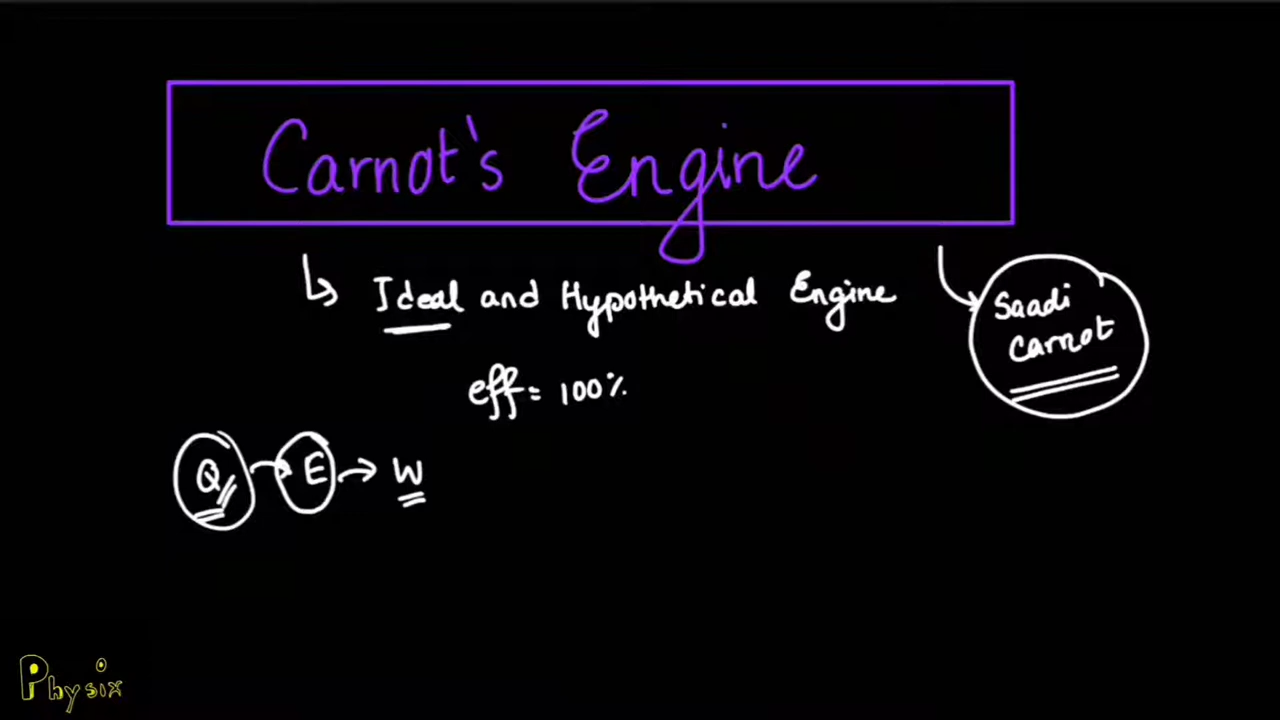 Carnot's Engine
Ideal and Hypothetical Engine
Saadi
Carnot
eff = 100%
Q → E → W
Physix